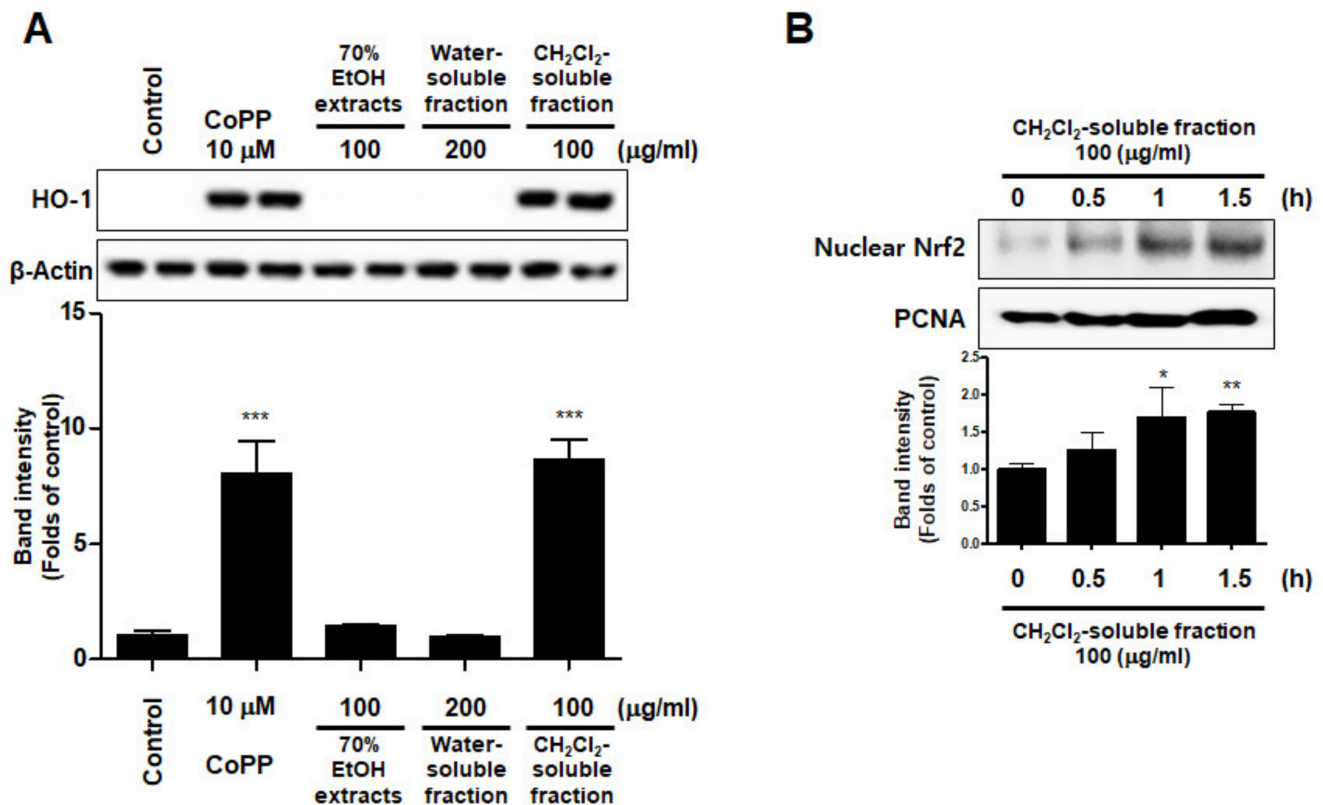 A
Control
CoPP
10 μM
70%
EtOH
extracts
100
Water-
soluble
fraction
200
CH₂Cl₂-
soluble
fraction
100
(μg/ml)
HO-1
β-Actin
Band intensity
(Folds of control)
15
10
5
0
***
***
Control
10 μM
CoPP
100
70%
EtOH
extracts
200
Water-
soluble
fraction
100
CH₂Cl₂-
soluble
fraction
(μg/ml)
B
CH₂Cl₂-soluble fraction
100 (μg/ml)
0 0.5 1 1.5 (h)
Nuclear Nrf2
PCNA
Band intensity
(Folds of control)
2.5
2.0
1.5
1.0
0.5
0.0
*
**
0 0.5 1 1.5 (h)
CH₂Cl₂-soluble fraction
100 (μg/ml)